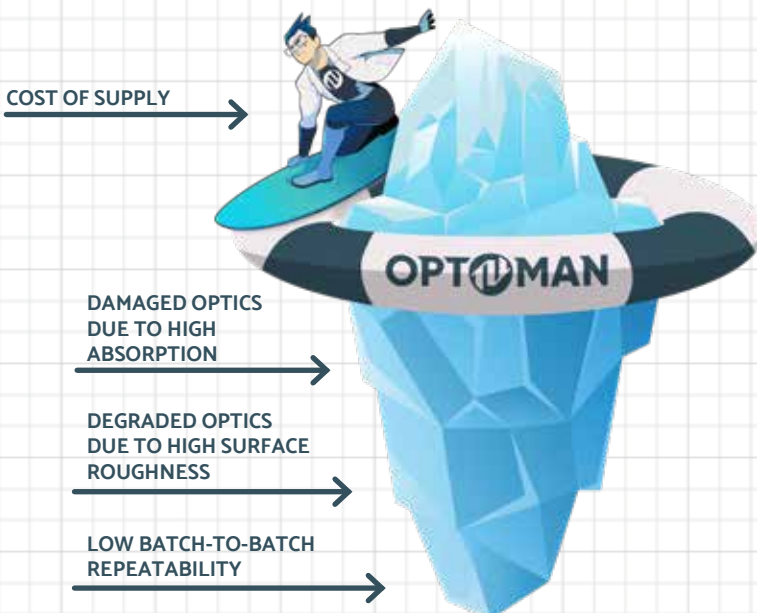 COST OF SUPPLY
OPTOMAN
DAMAGED OPTICS
DUE TO HIGH
ABSORPTION
DEGRADED OPTICS
DUE TO HIGH SURFACE
ROUGHNESS
LOW BATCH-TO-BATCH
REPEATABILITY